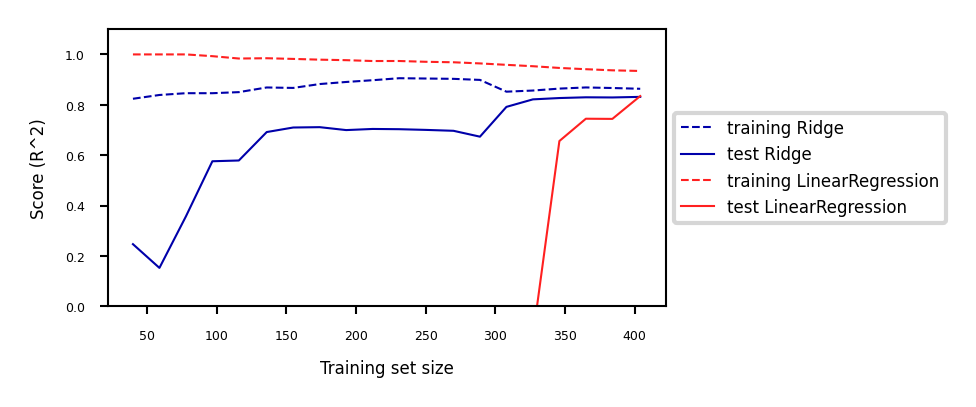 1.0
0.8
0.6
0.4
0.2
0.0
Score (R^2)
50 100 150 200 250 300 350 400
Training set size
training Ridge
test Ridge
training LinearRegression
test LinearRegression